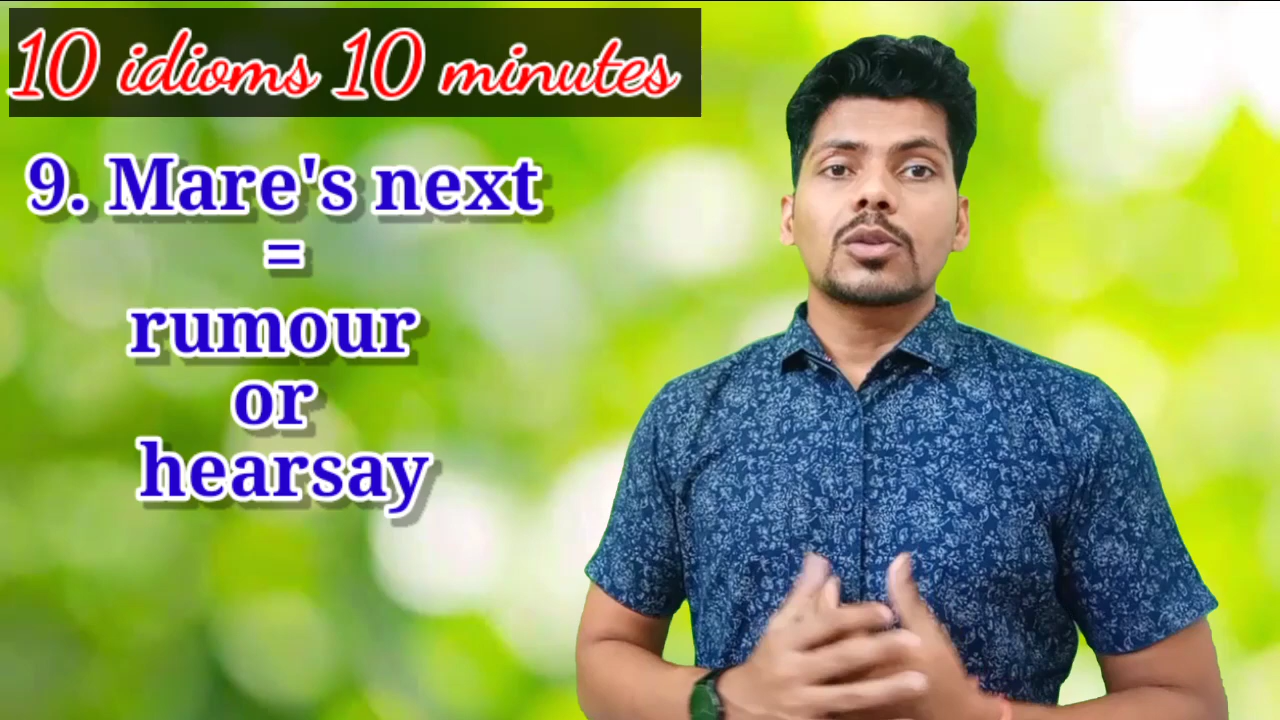 10 idioms 10 minutes
9. Mare's next
=
rumour
or
hearsay